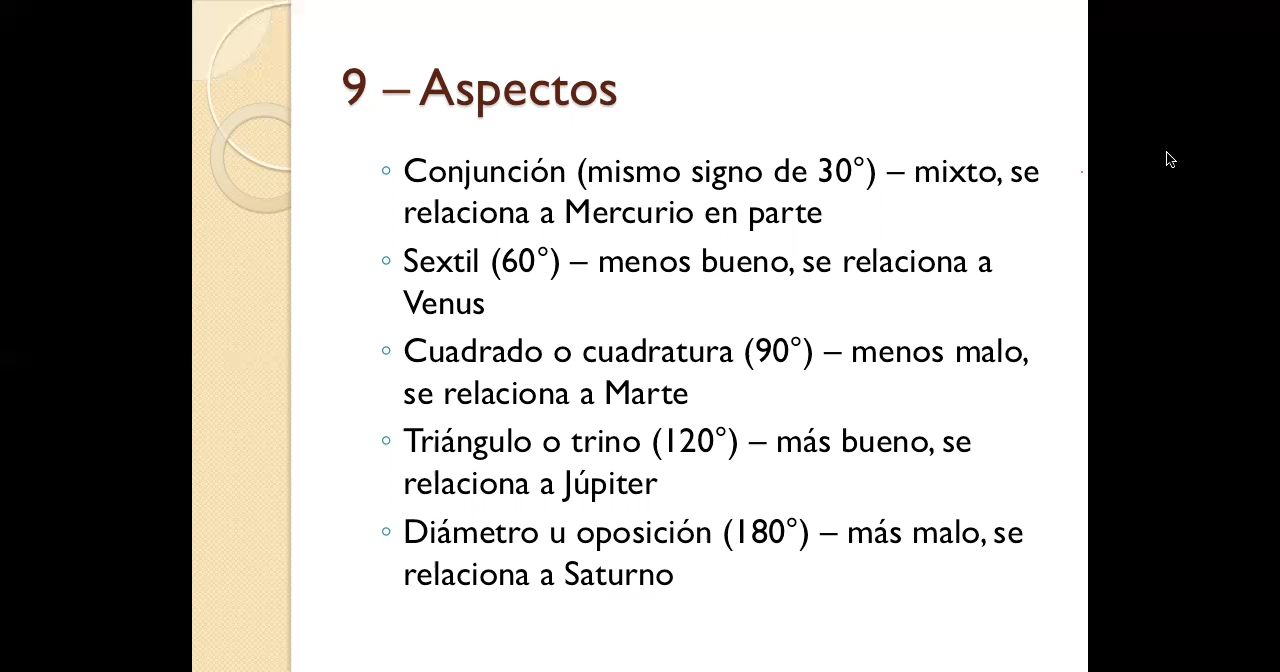 9 – Aspectos
◦ Conjunción (mismo signo de 30°) – mixto, se
relaciona a Mercurio en parte
◦ Sextil (60°) – menos bueno, se relaciona a
Venus
◦ Cuadrado o cuadratura (90°) – menos malo,
se relaciona a Marte
◦ Triángulo o trino (120°) – más bueno, se
relaciona a Júpiter
◦ Diámetro u oposición (180°) – más malo, se
relaciona a Saturno